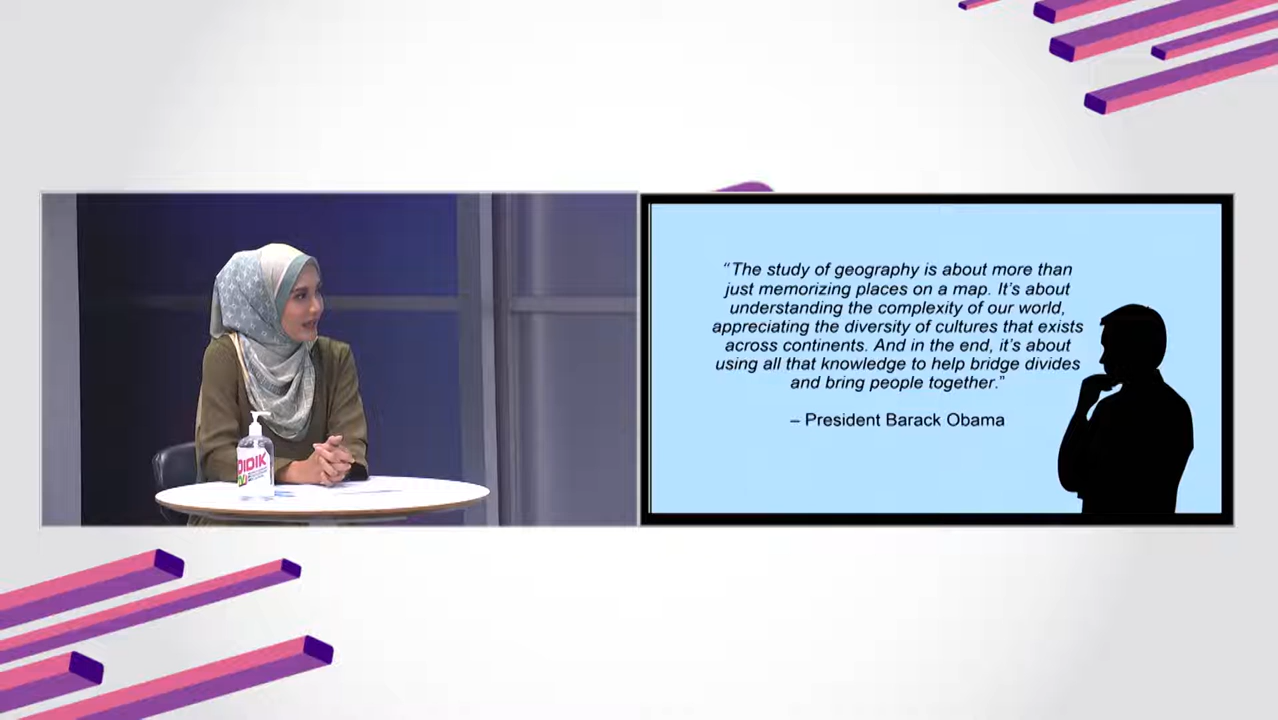 DIDIK
TV
“The study of geography is about more than
just memorizing places on a map. It’s about
understanding the complexity of our world,
appreciating the diversity of cultures that exists
across continents. And in the end, it’s about
using all that knowledge to help bridge divides
and bring people together.”
– President Barack Obama